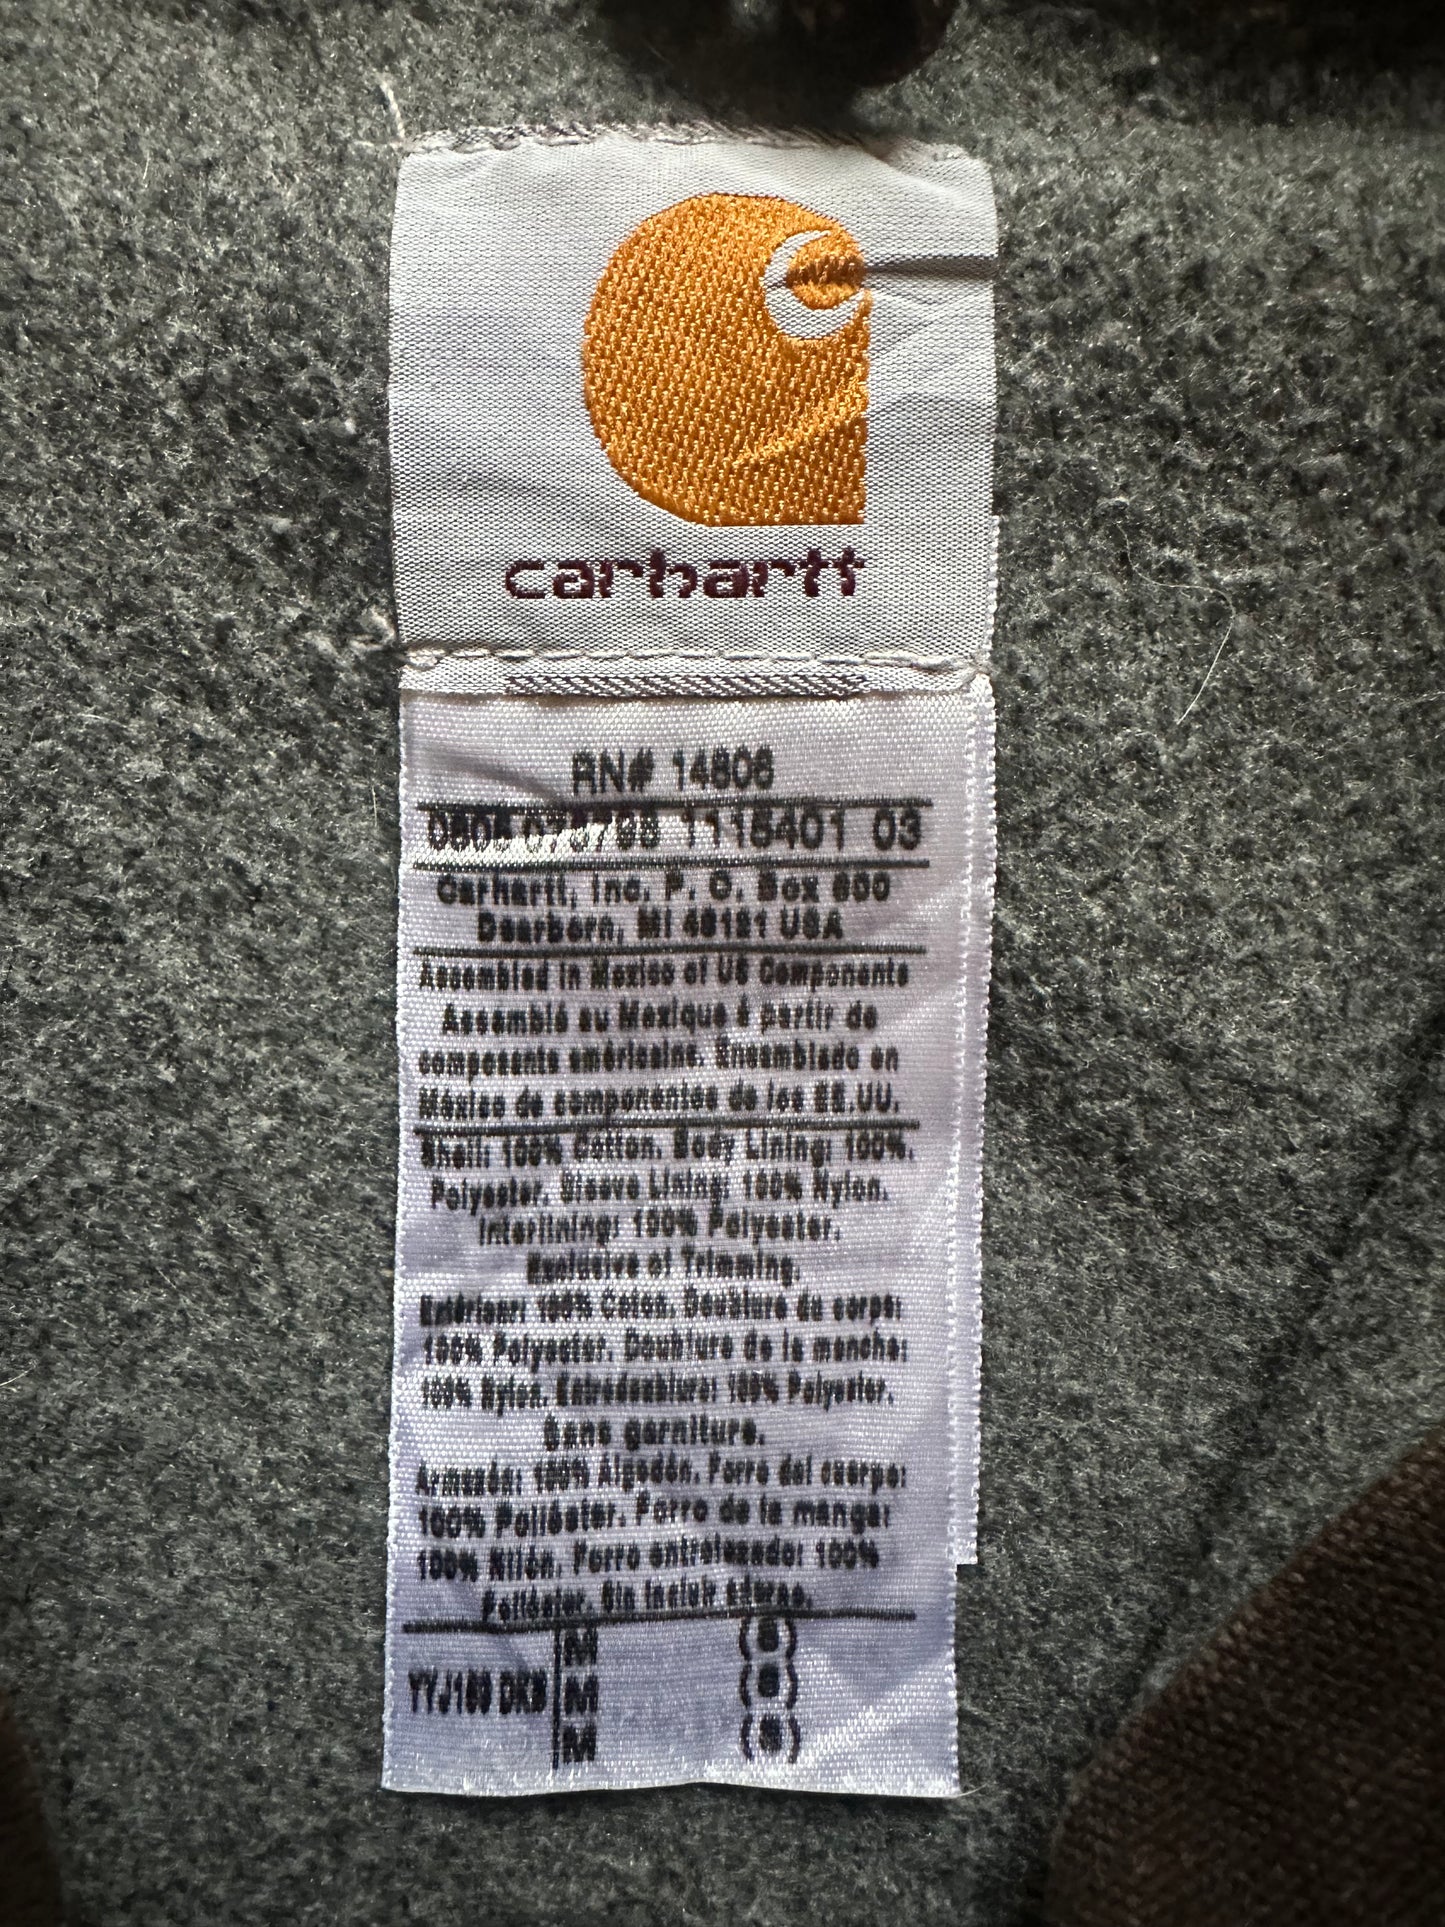 carhartt
RN# 14806
1115401 03
Carhartt, Inc. P. O. Box 600
Dearborn, MI 48121 USA
Assembled in Mexico of US Components
Assemblé au Mexique à partir de
composants américains. Ensamblado en
México de componentes de los EE.UU.
Shell: 100% Cotton. Body Lining: 100%
Polyester. Sleeve Lining: 100% Nylon.
Interlining: 100% Polyester.
Exclusive of Trimming.
Extérieur: 100% Coton. Doublure du corps:
100% Polyester. Doublure de la manche:
100% Nylon. Entredoublure: 100% Polyester.
Sans garniture.
Armazón: 100% Algodón. Forro del cuerpo:
100% Poliéster. Forro de la manga:
100% Nilón. Forro entrelazando: 100%
Poliéster. Sin incluir
M
M
M